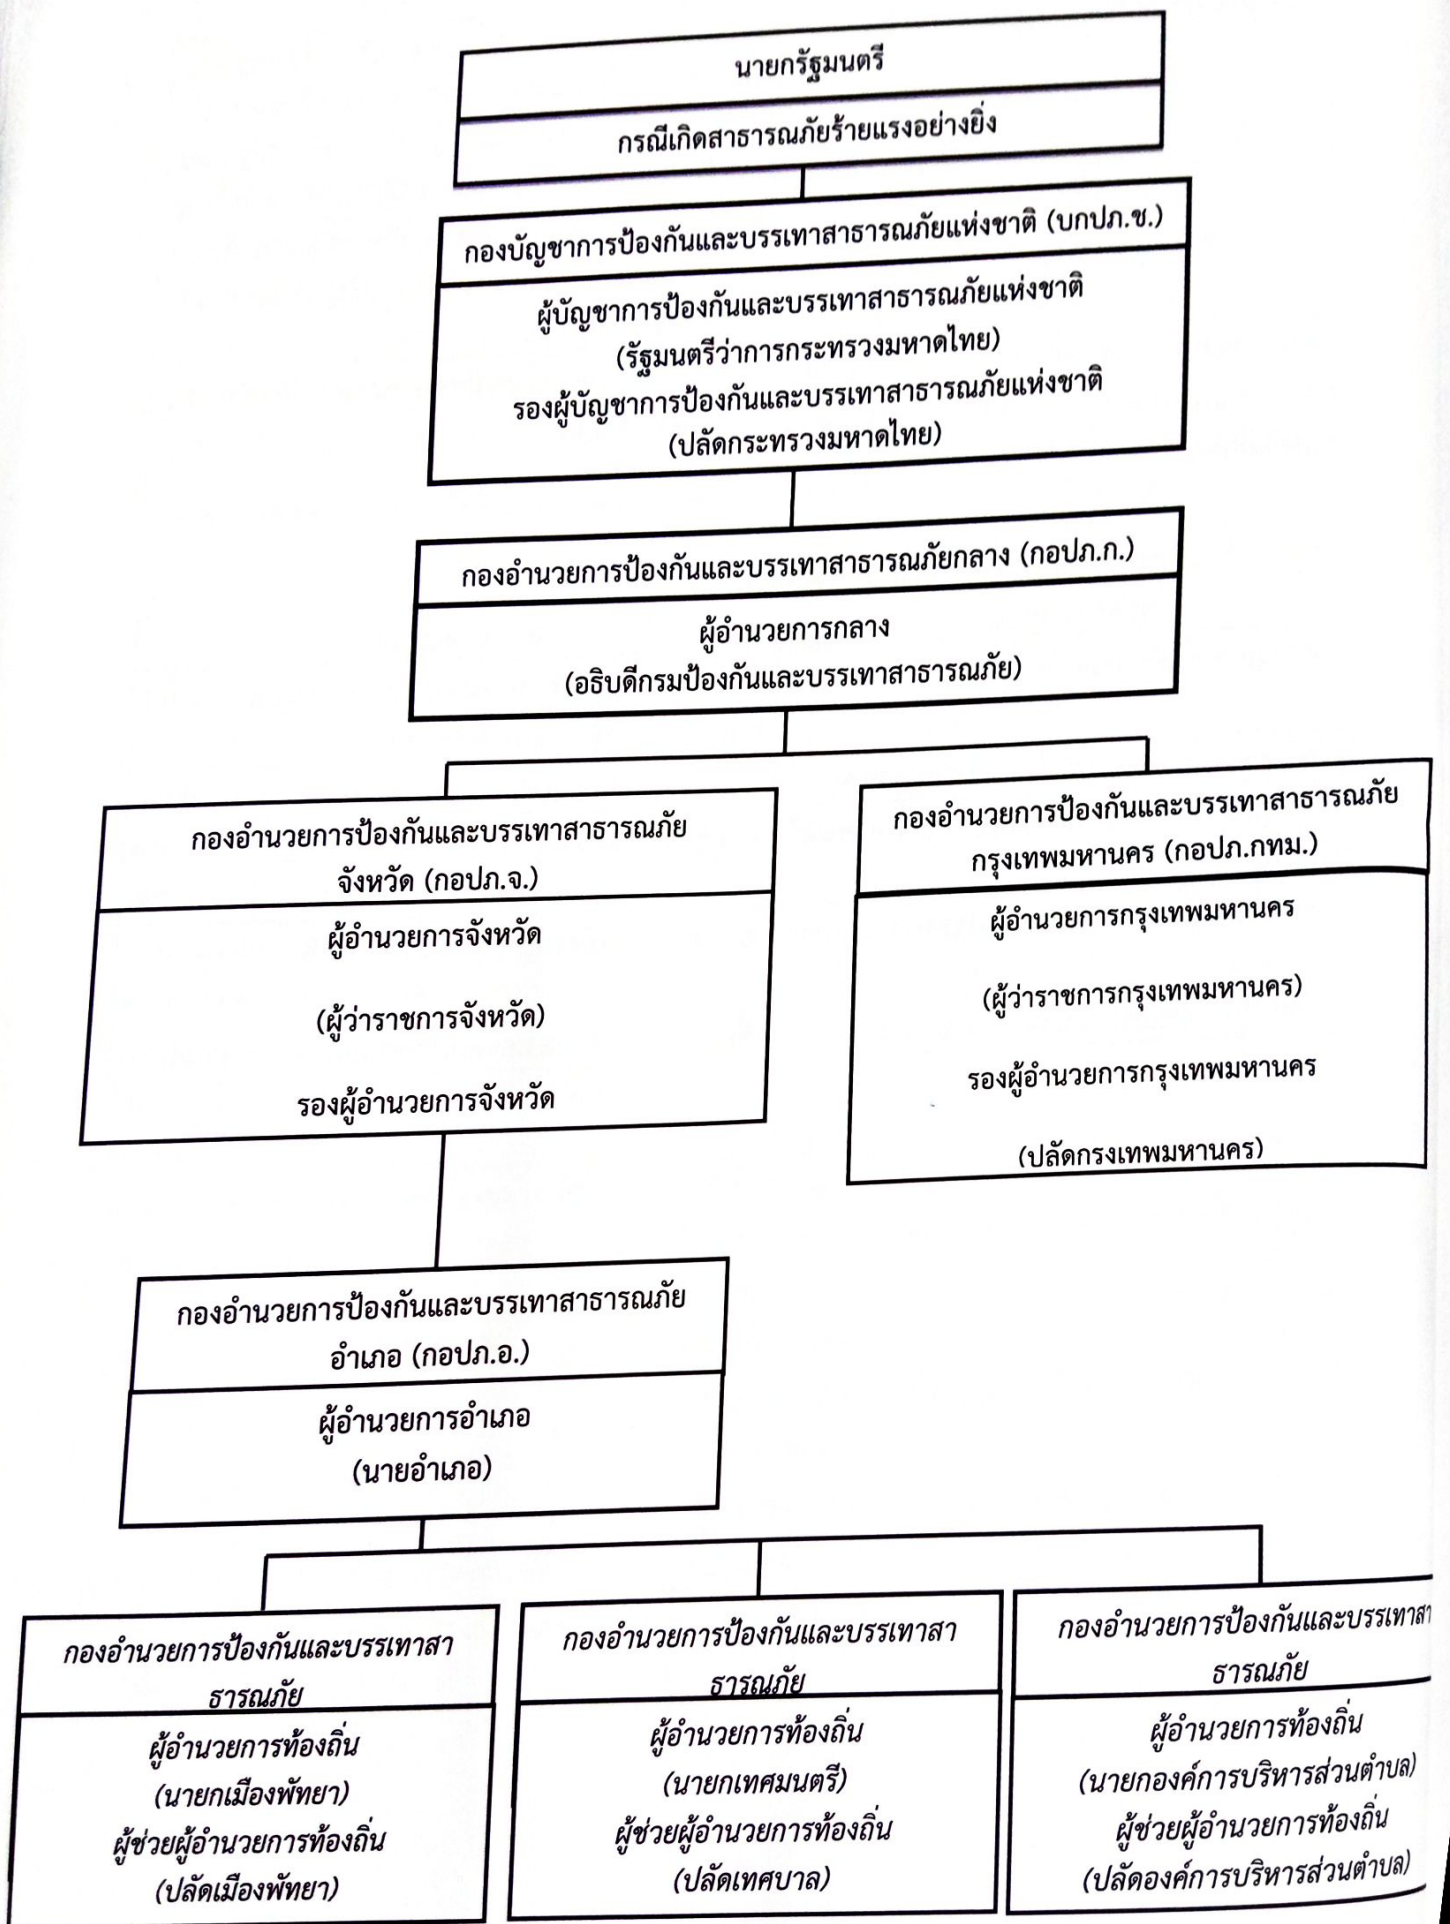 นายกรัฐมนตรี
กรณีเกิดสาธารณภัยร้ายแรงอย่างยิ่ง
กองบัญชาการป้องกันและบรรเทาสาธารณภัยแห่งชาติ (บกปภ.ช.)
ผู้บัญชาการป้องกันและบรรเทาสาธารณภัยแห่งชาติ
(รัฐมนตรีว่าการกระทรวงมหาดไทย)
รองผู้บัญชาการป้องกันและบรรเทาสาธารณภัยแห่งชาติ
(ปลัดกระทรวงมหาดไทย)
กองอำนวยการป้องกันและบรรเทาสาธารณภัยกลาง (กอปภ.ก.)
ผู้อำนวยการกลาง
(อธิบดีกรมป้องกันและบรรเทาสาธารณภัย)
กองอำนวยการป้องกันและบรรเทาสาธารณภัย
จังหวัด (กอปภ.จ.)
ผู้อำนวยการจังหวัด
(ผู้ว่าราชการจังหวัด)
รองผู้อำนวยการจังหวัด
กองอำนวยการป้องกันและบรรเทาสาธารณภัย
กรุงเทพมหานคร (กอปภ.กทม.)
ผู้อำนวยการกรุงเทพมหานคร
(ผู้ว่าราชการกรุงเทพมหานคร)
รองผู้อำนวยการกรุงเทพมหานคร
(ปลัดกรงเทพมหานคร)
กองอำนวยการป้องกันและบรรเทาสาธารณภัย
อำเภอ (กอปภ.อ.)
ผู้อำนวยการอำเภอ
(นายอำเภอ)
กองอำนวยการป้องกันและบรรเทาสา
ธารณภัย
ผู้อำนวยการท้องถิ่น
(นายกเมืองพัทยา)
ผู้ช่วยผู้อำนวยการท้องถิ่น
(ปลัดเมืองพัทยา)
กองอำนวยการป้องกันและบรรเทาสา
ธารณภัย
ผู้อำนวยการท้องถิ่น
(นายกเทศมนตรี)
ผู้ช่วยผู้อำนวยการท้องถิ่น
(ปลัดเทศบาล)
กองอำนวยการป้องกันและบรรเทาสา
ธารณภัย
ผู้อำนวยการท้องถิ่น
(นายกองค์การบริหารส่วนตำบล)
ผู้ช่วยผู้อำนวยการท้องถิ่น
(ปลัดองค์การบริหารส่วนตำบล)